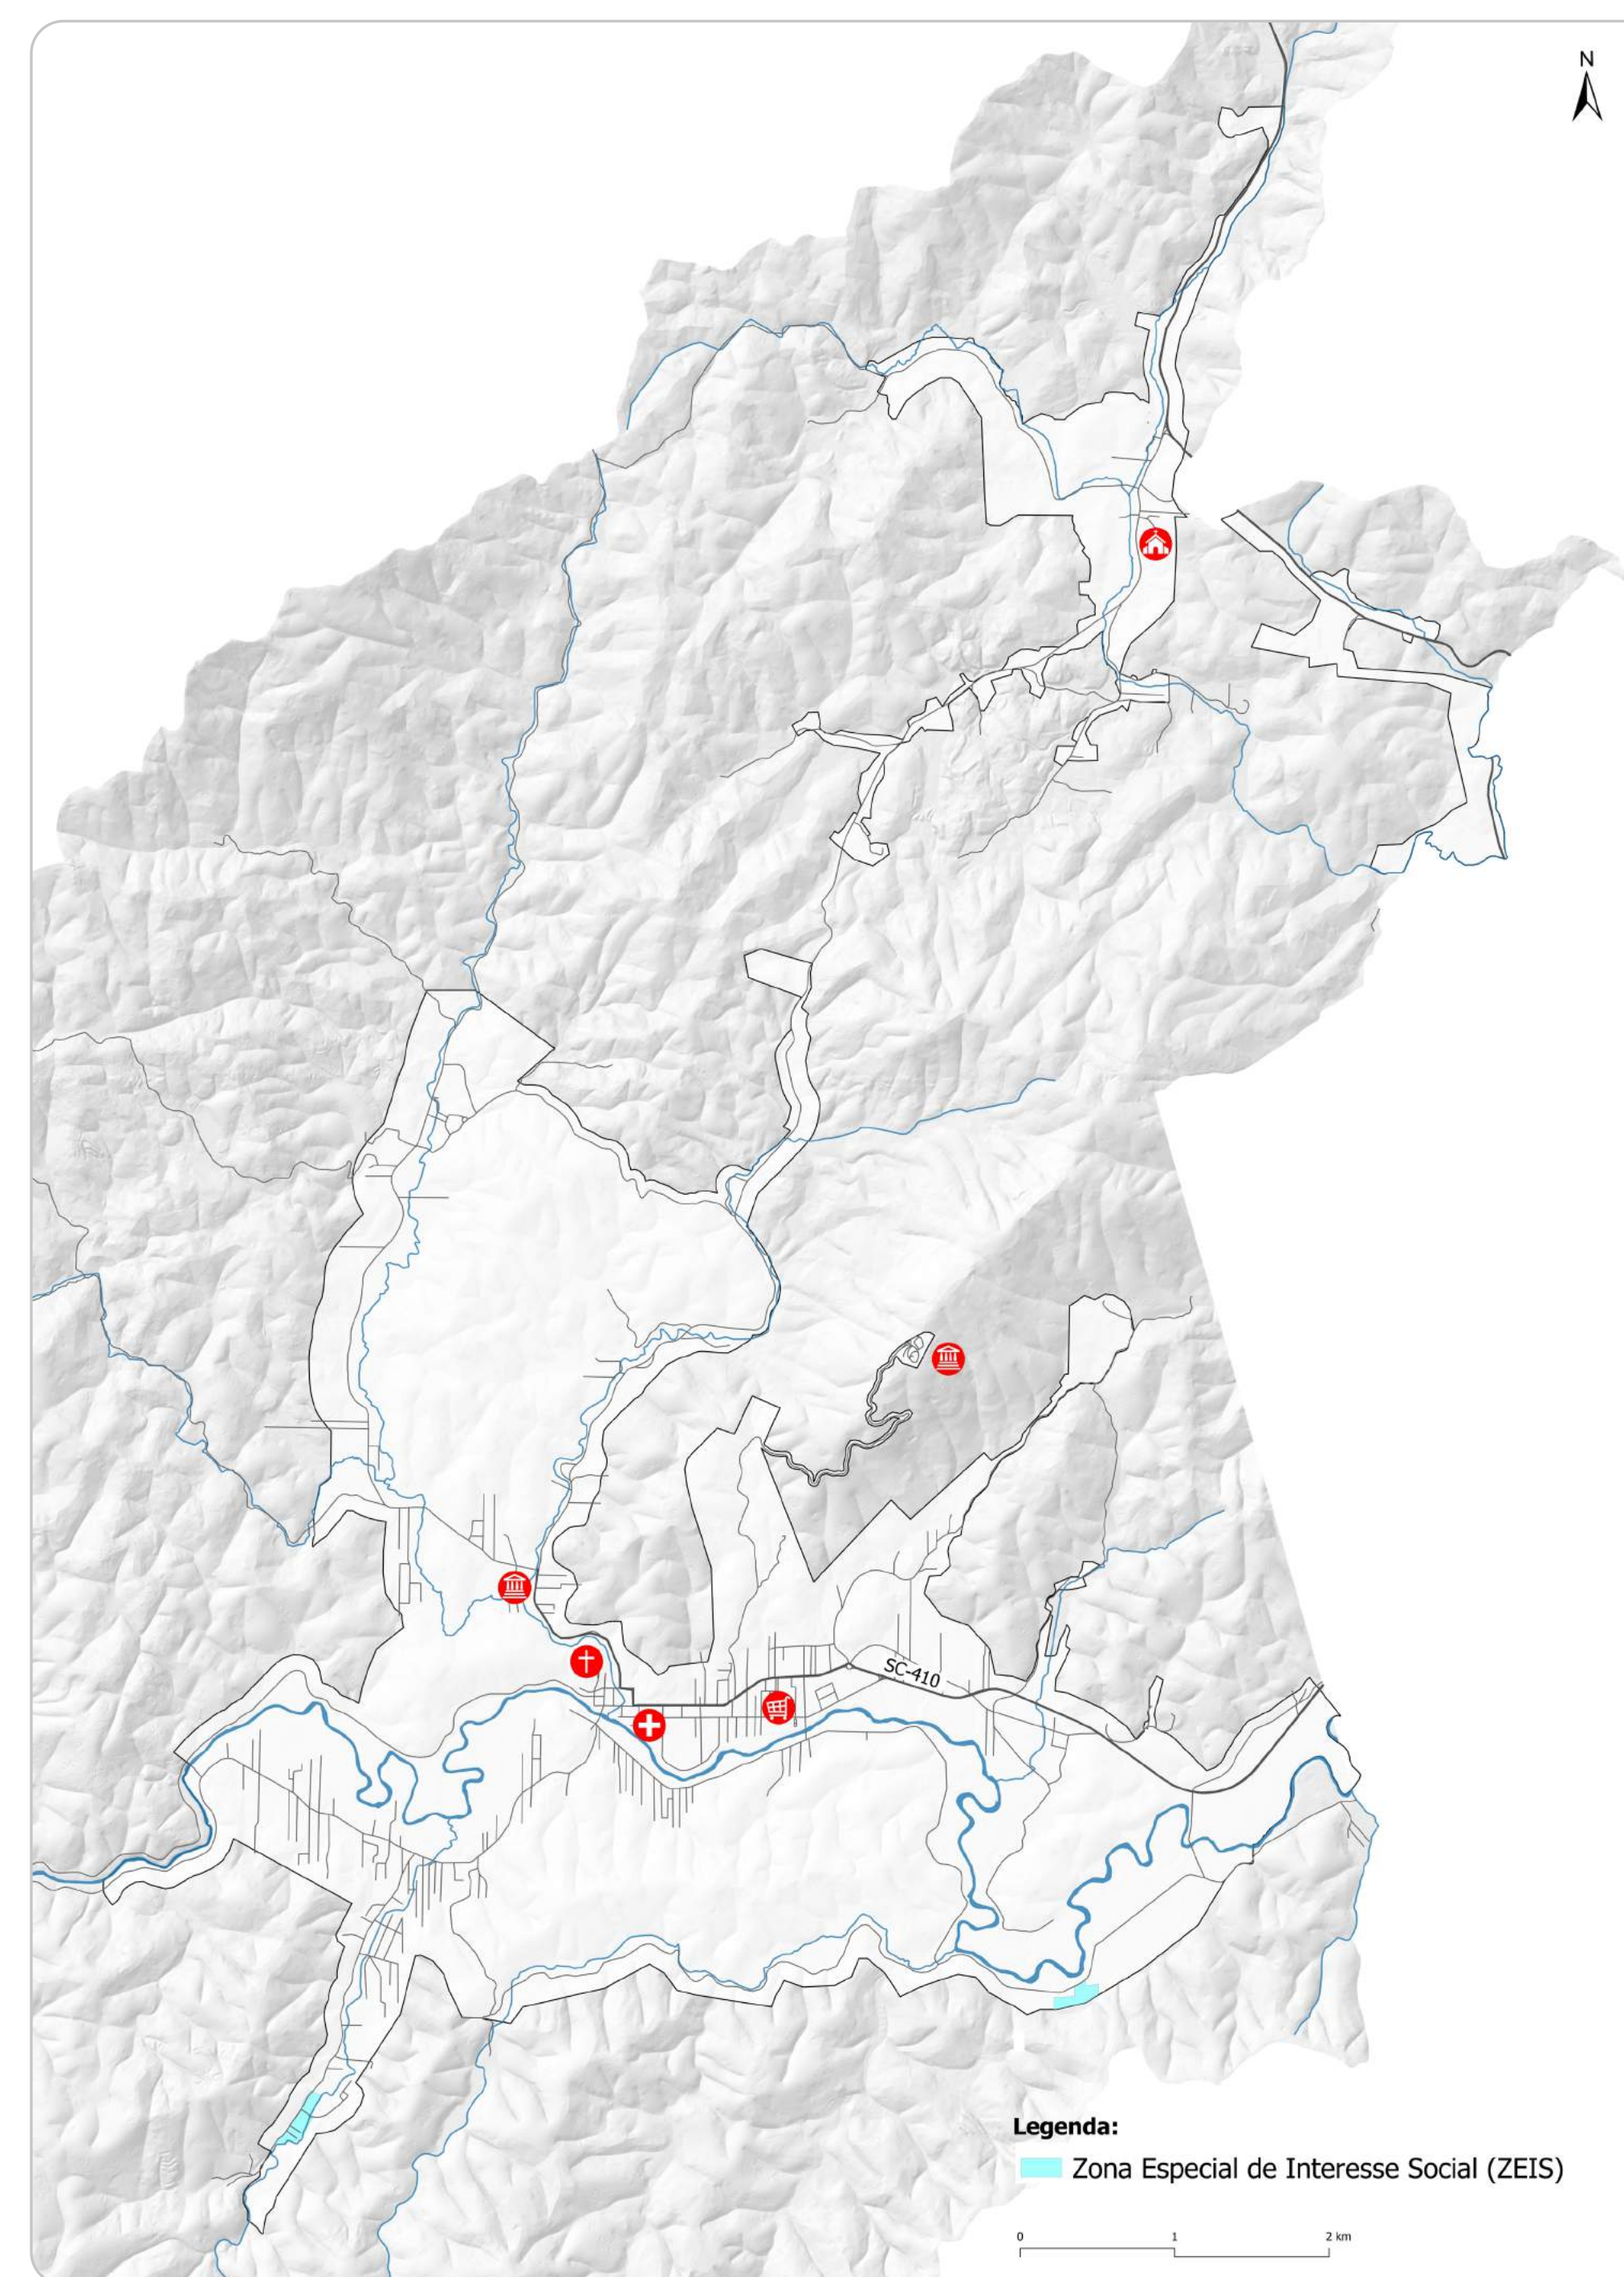 N
SC-410
Legenda:
Zona Especial de Interesse Social (ZEIS)
0 1 2 km